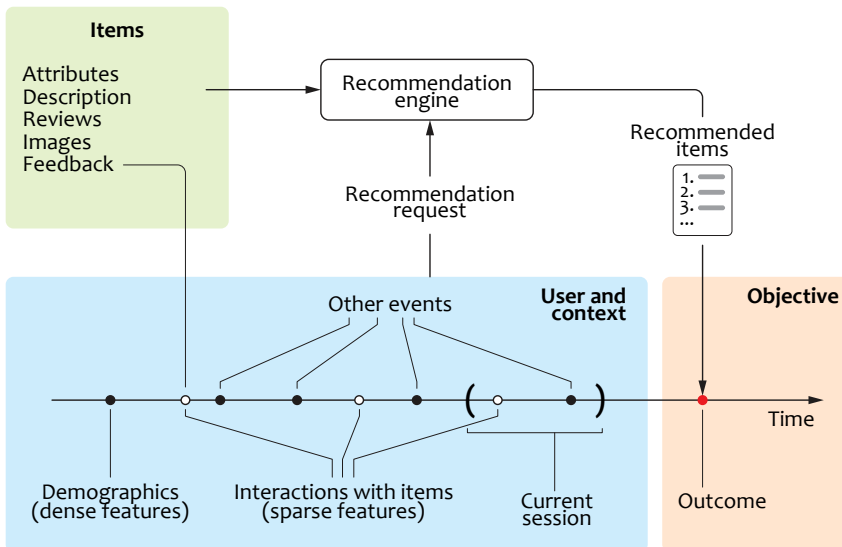 Items
Attributes
Description
Reviews
Images
Feedback
Recommendation
engine
Recommended
items
1.
2.
3.
...
Recommendation
request
User and
context
Other events
Objective
(
)
Time
Demographics
(dense features)
Interactions with items
(sparse features)
Current
session
Outcome